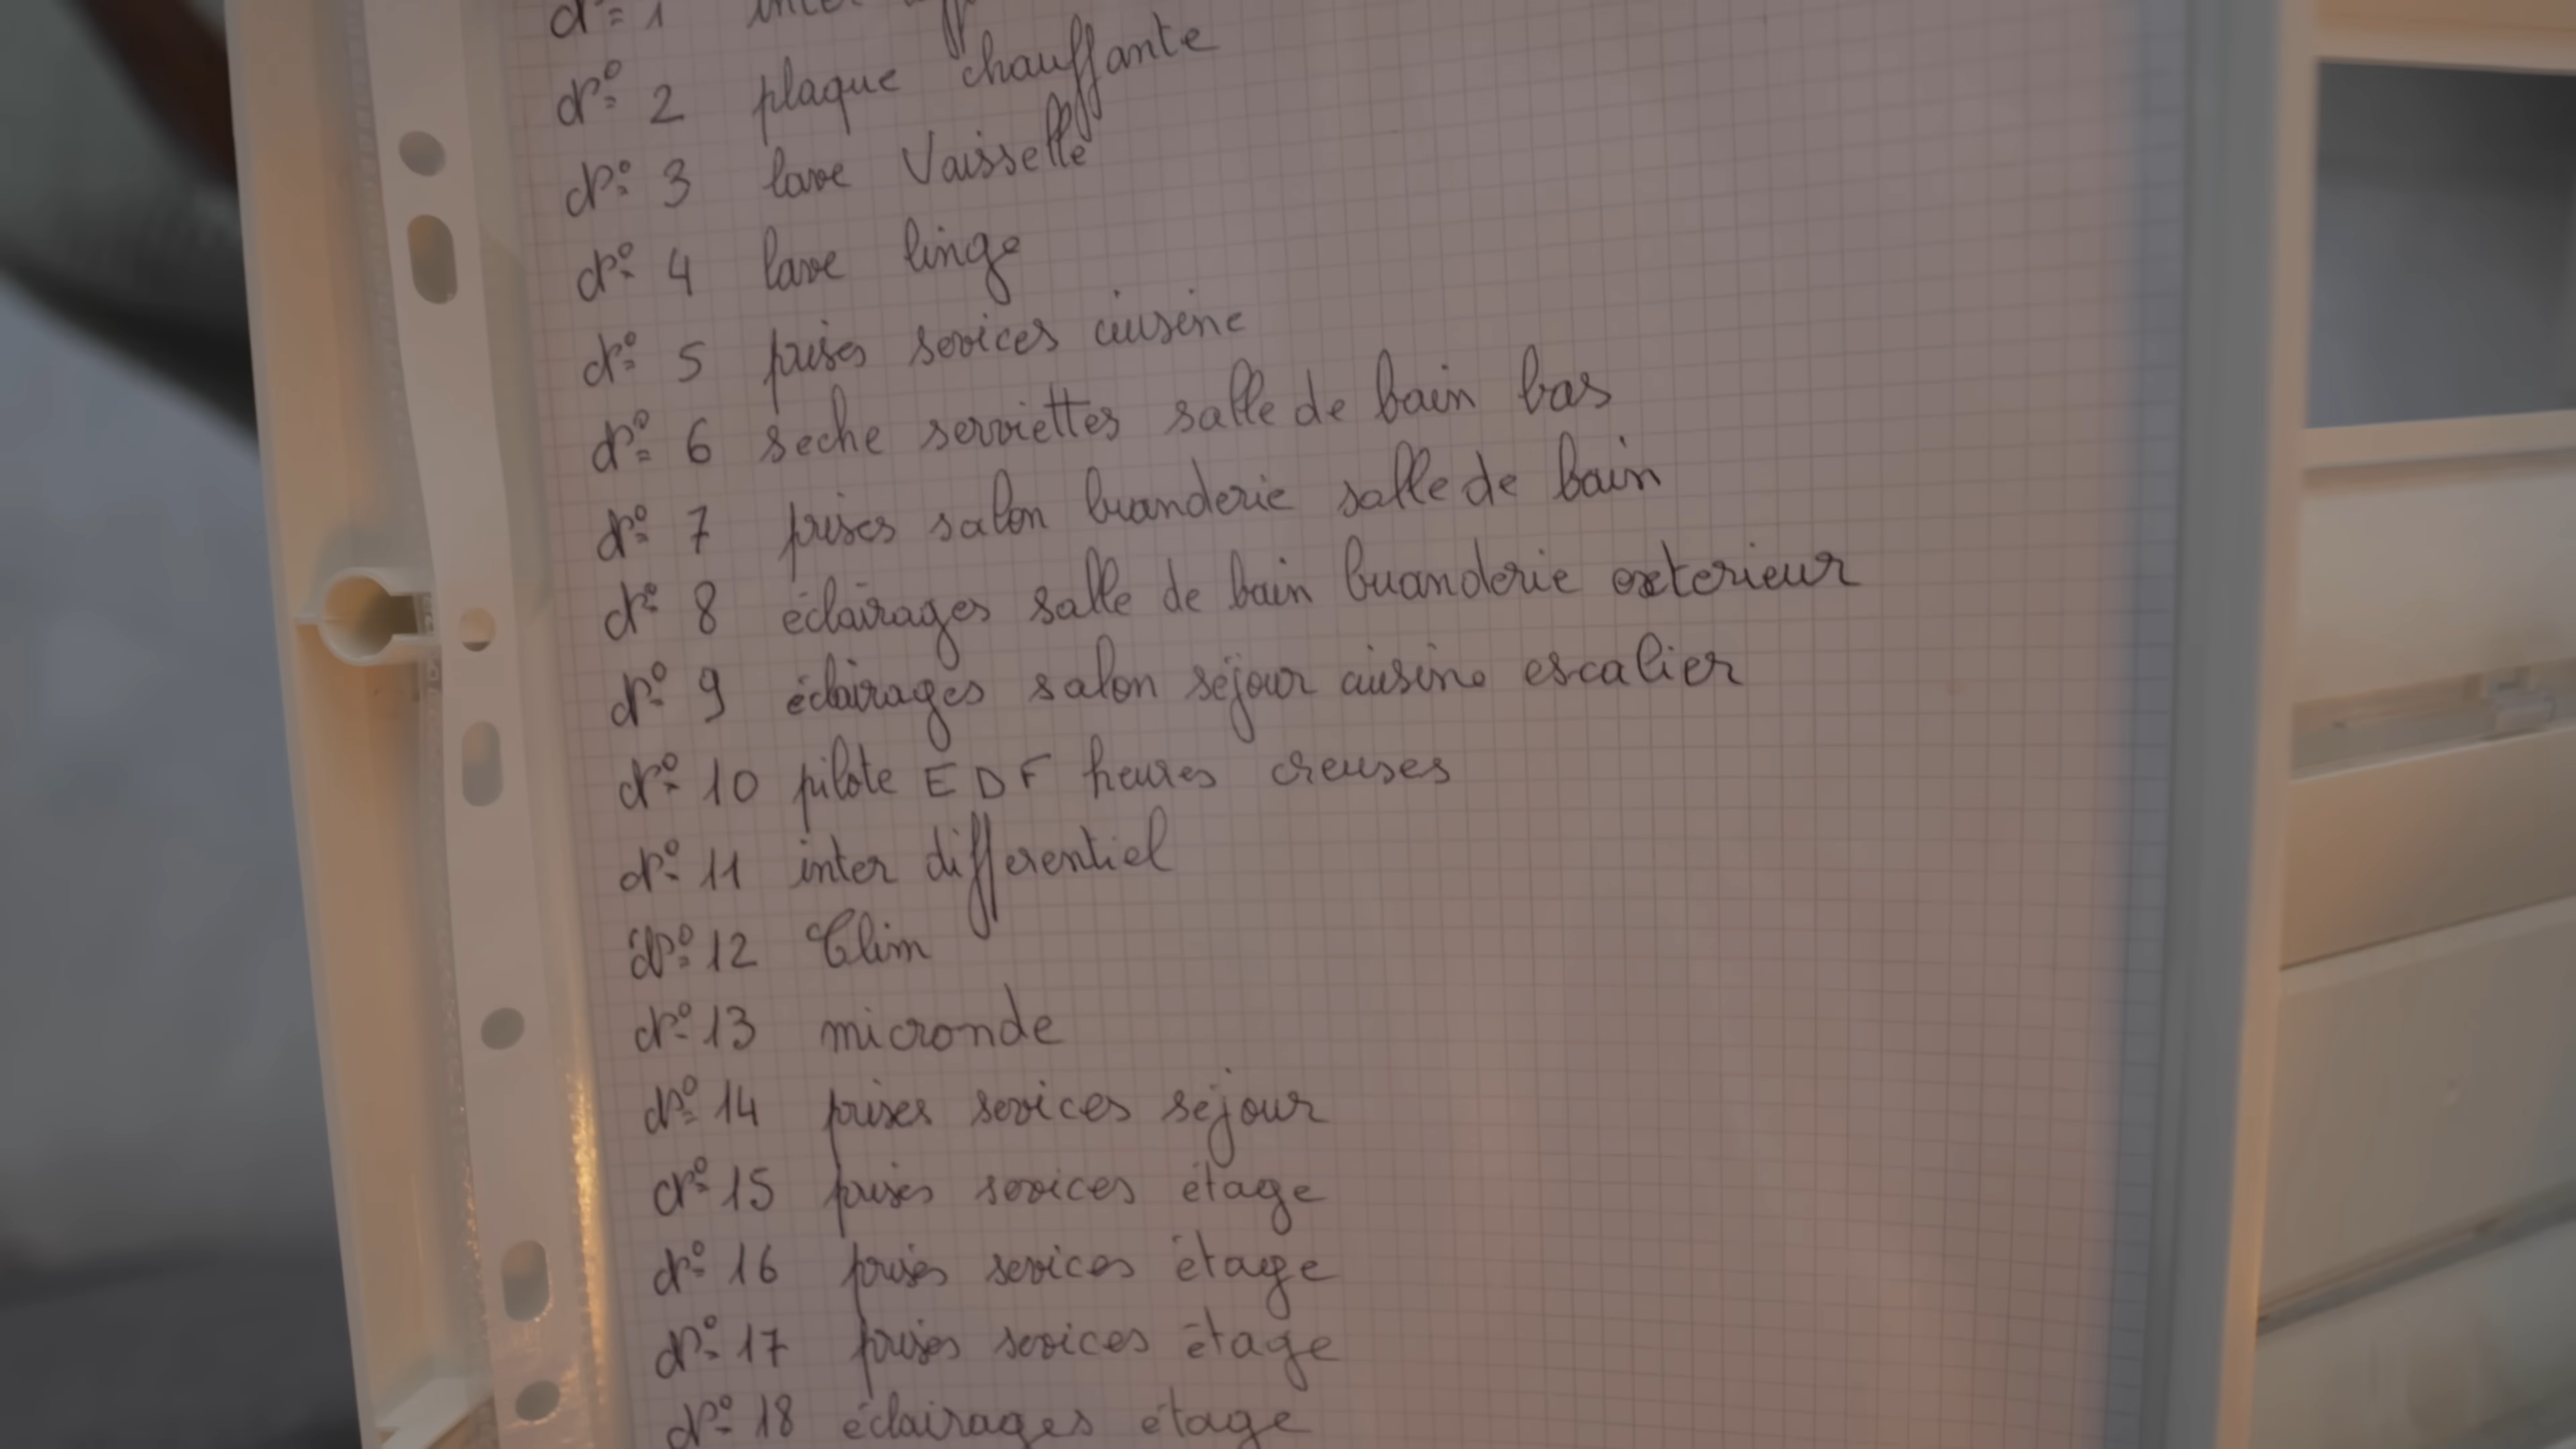 N° 1 inter
N° 2 plaque chauffante
N° 3 lave Vaisselle
N° 4 lave linge
N° 5 prises services cuisine
N° 6 seche serviettes salle de bain bas
N° 7 prises salon buanderie salle de bain
N° 8 éclairages salle de bain buanderie exterieur
N° 9 éclairages salon séjour cuisine escalier
N° 10 pilote EDF heures creuses
N° 11 inter differentiel
N° 12 Clim
N° 13 micronde
N° 14 prises services séjour
N° 15 prises services étage
N° 16 prises services étage
N° 17 prises services étage
N° 18 éclairages étage